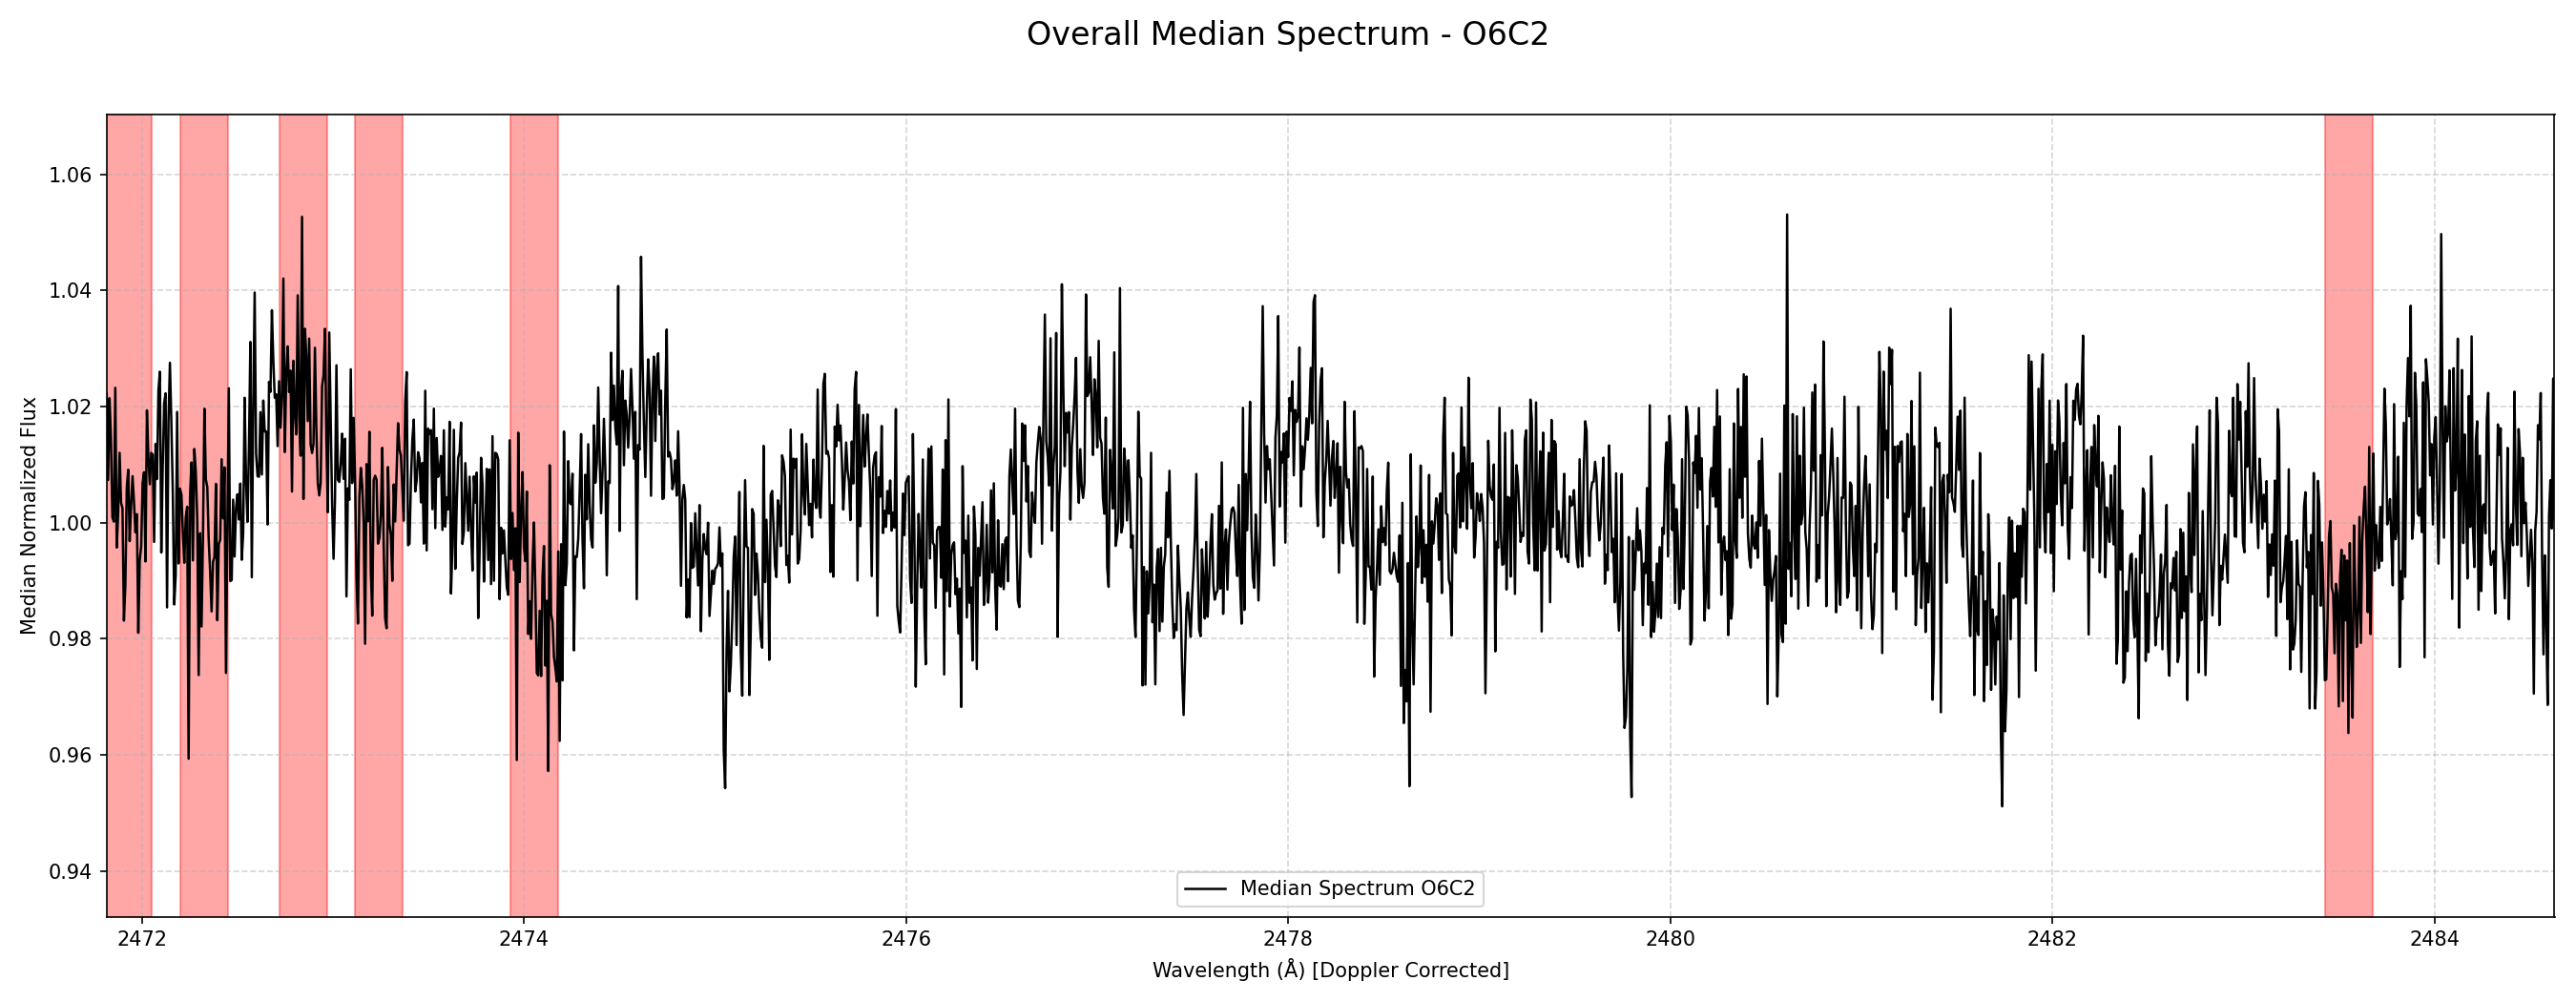 Overall Median Spectrum - O6C2
Median Normalized Flux
1.06
1.04
1.02
1.00
0.98
0.96
0.94
Median Spectrum O6C2
2472 2474 2476 2478 2480 2482 2484
Wavelength (Å) [Doppler Corrected]